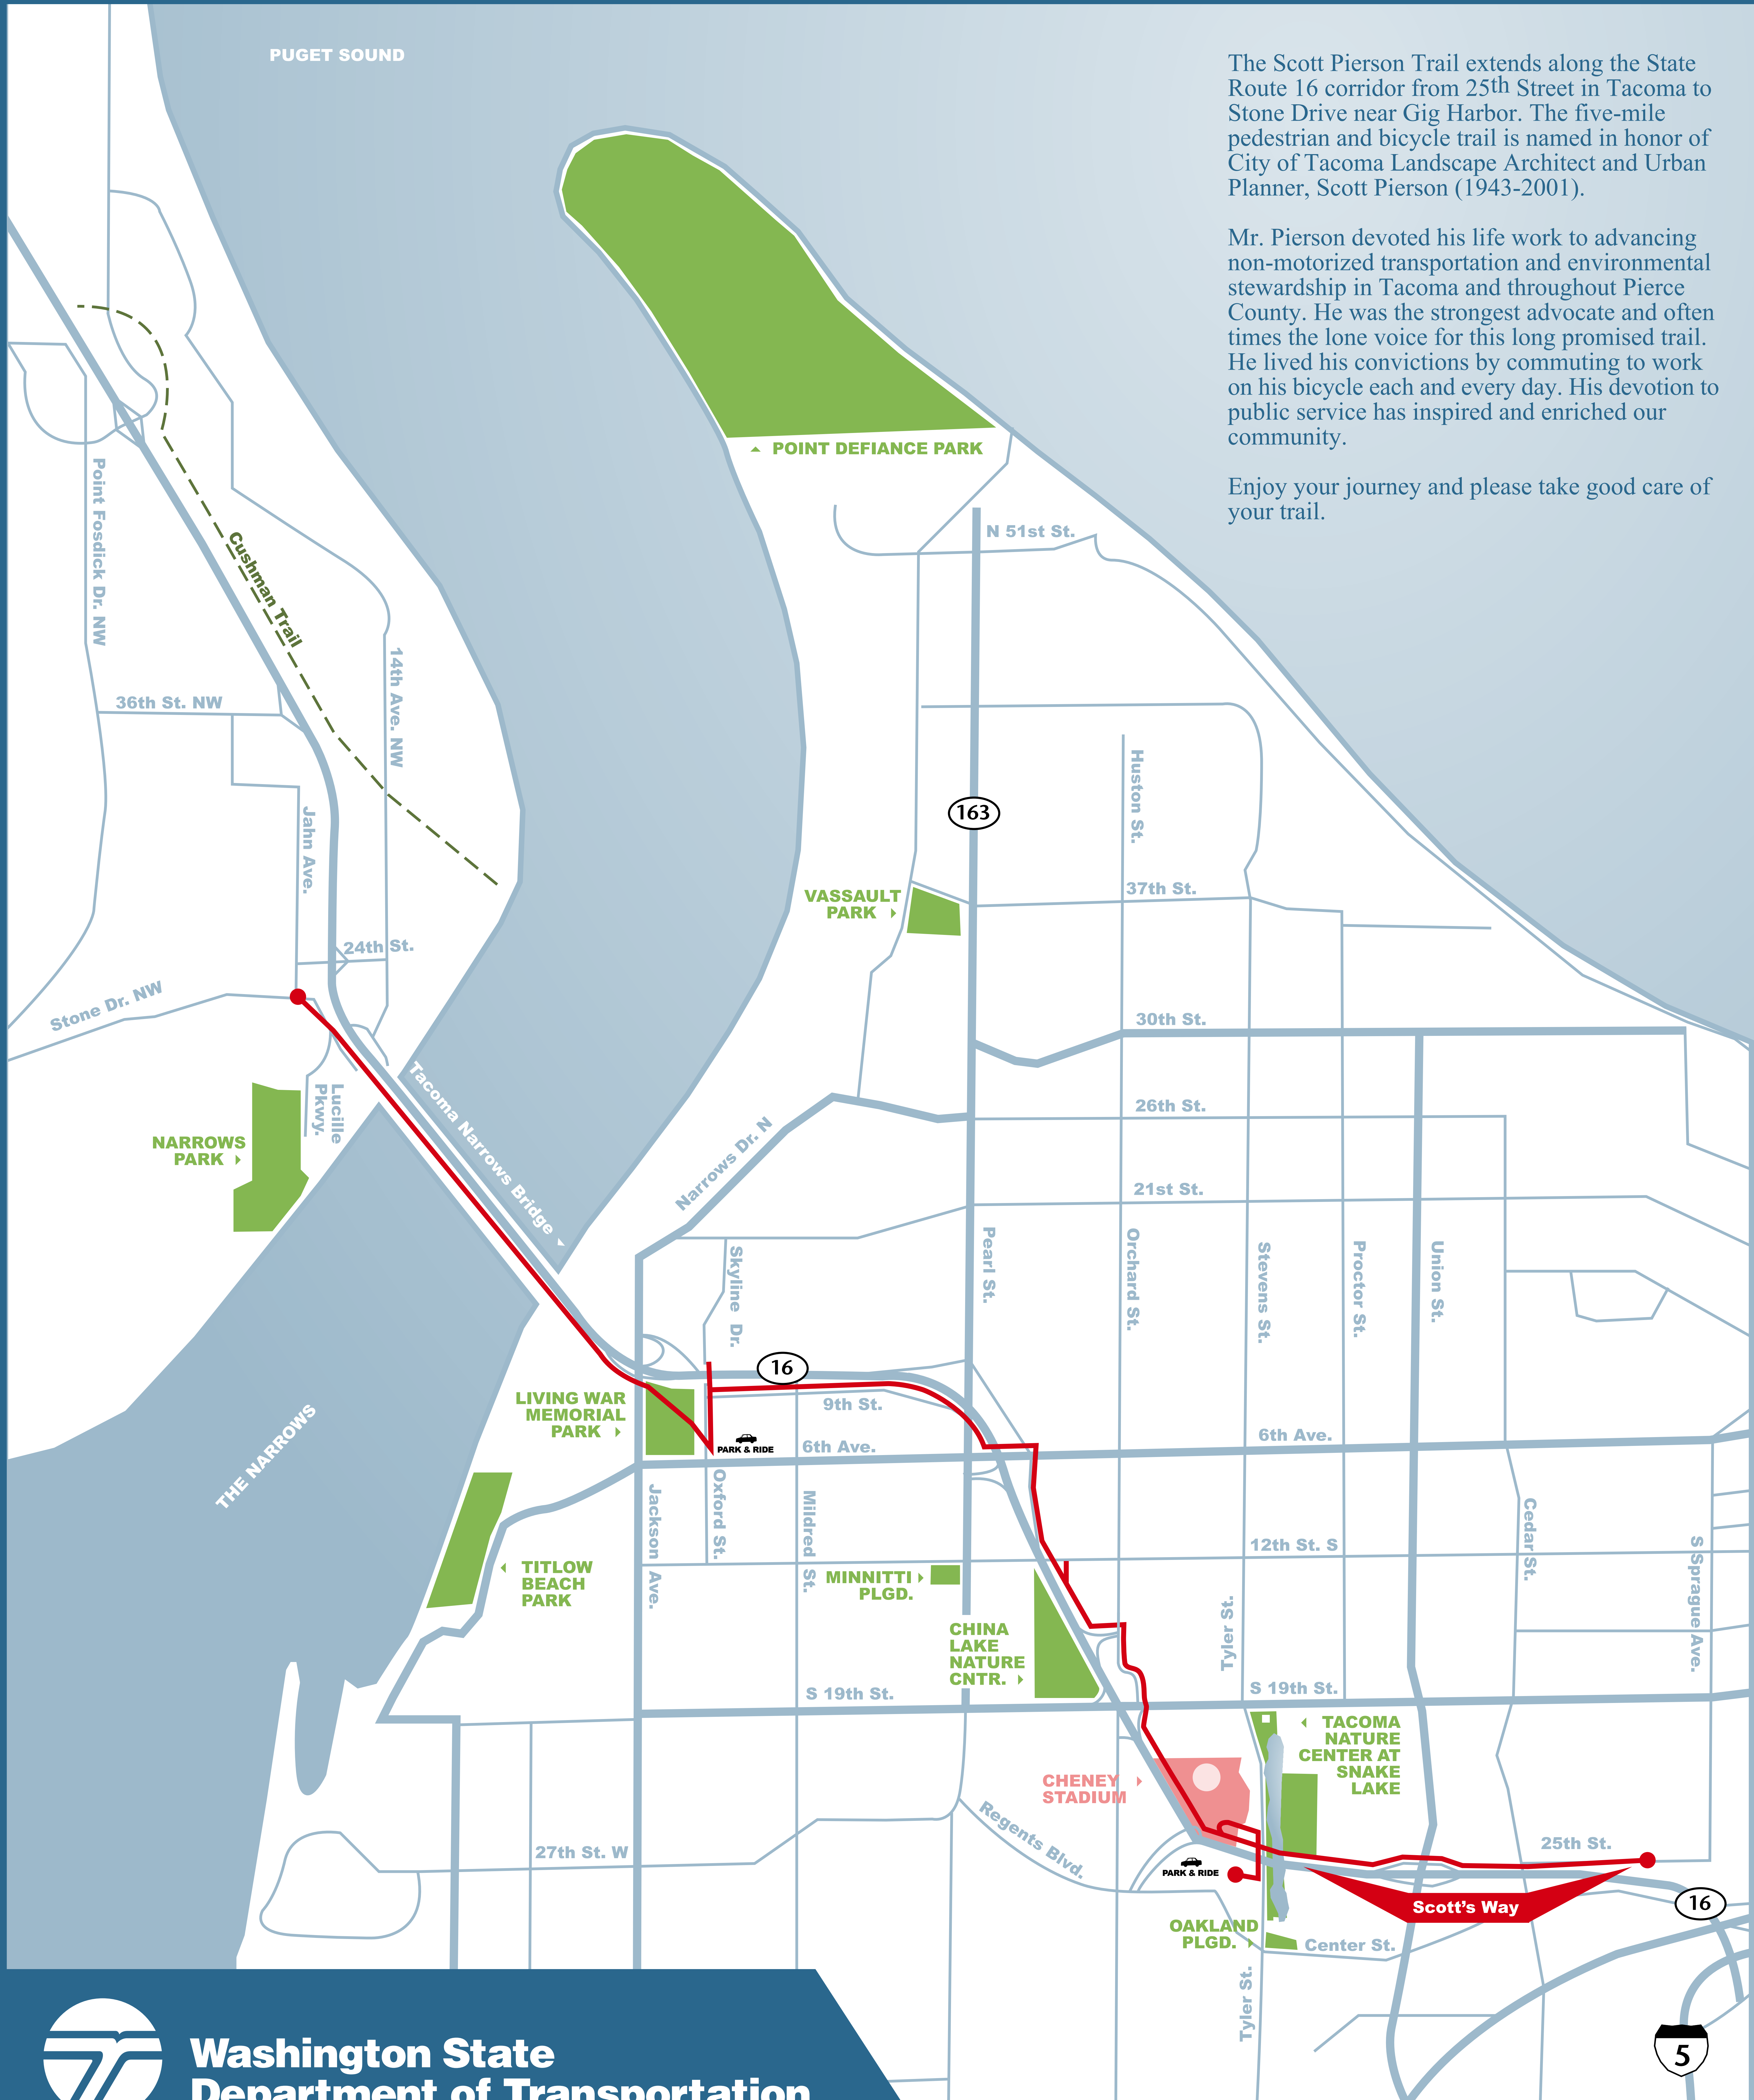 PUGET SOUND
The Scott Pierson Trail extends along the State
Route 16 corridor from 25th Street in Tacoma to
Stone Drive near Gig Harbor. The five-mile
pedestrian and bicycle trail is named in honor of
City of Tacoma Landscape Architect and Urban
Planner, Scott Pierson (1943-2001).
Mr. Pierson devoted his life work to advancing
non-motorized transportation and environmental
stewardship in Tacoma and throughout Pierce
County. He was the strongest advocate and often
times the lone voice for this long promised trail.
He lived his convictions by commuting to work
on his bicycle each and every day. His devotion to
public service has inspired and enriched our
community.
Enjoy your journey and please take good care of
your trail.
POINT DEFIANCE PARK
N 51st St.
Point Fosdick Dr. NW
Cushman Trail
14th Ave. NW
36th St. NW
Jahn Ave.
24th St.
Stone Dr. NW
Lucille
Pkwy.
NARROWS
PARK
Tacoma Narrows Bridge
163
Huston St.
VASSAULT
PARK
37th St.
30th St.
26th St.
Narrows Dr. N
21st St.
Skyline Dr.
Pearl St.
Orchard St.
Stevens St.
Proctor St.
Union St.
16
LIVING WAR
MEMORIAL
PARK
9th St.
PARK & RIDE
6th Ave.
6th Ave.
THE NARROWS
Jackson Ave.
Oxford St.
Mildred St.
TITLOW
BEACH
PARK
MINNITTI
PLGD.
12th St. S
Cedar St.
S Sprague Ave.
CHINA
LAKE
NATURE
CNTR.
Tyler St.
S 19th St.
S 19th St.
TACOMA
NATURE
CENTER AT
SNAKE
LAKE
CHENEY
STADIUM
Regents Blvd.
27th St. W
25th St.
PARK & RIDE
Scott's Way
16
OAKLAND
PLGD.
Center St.
Tyler St.
5
Washington State
Department of Transportation